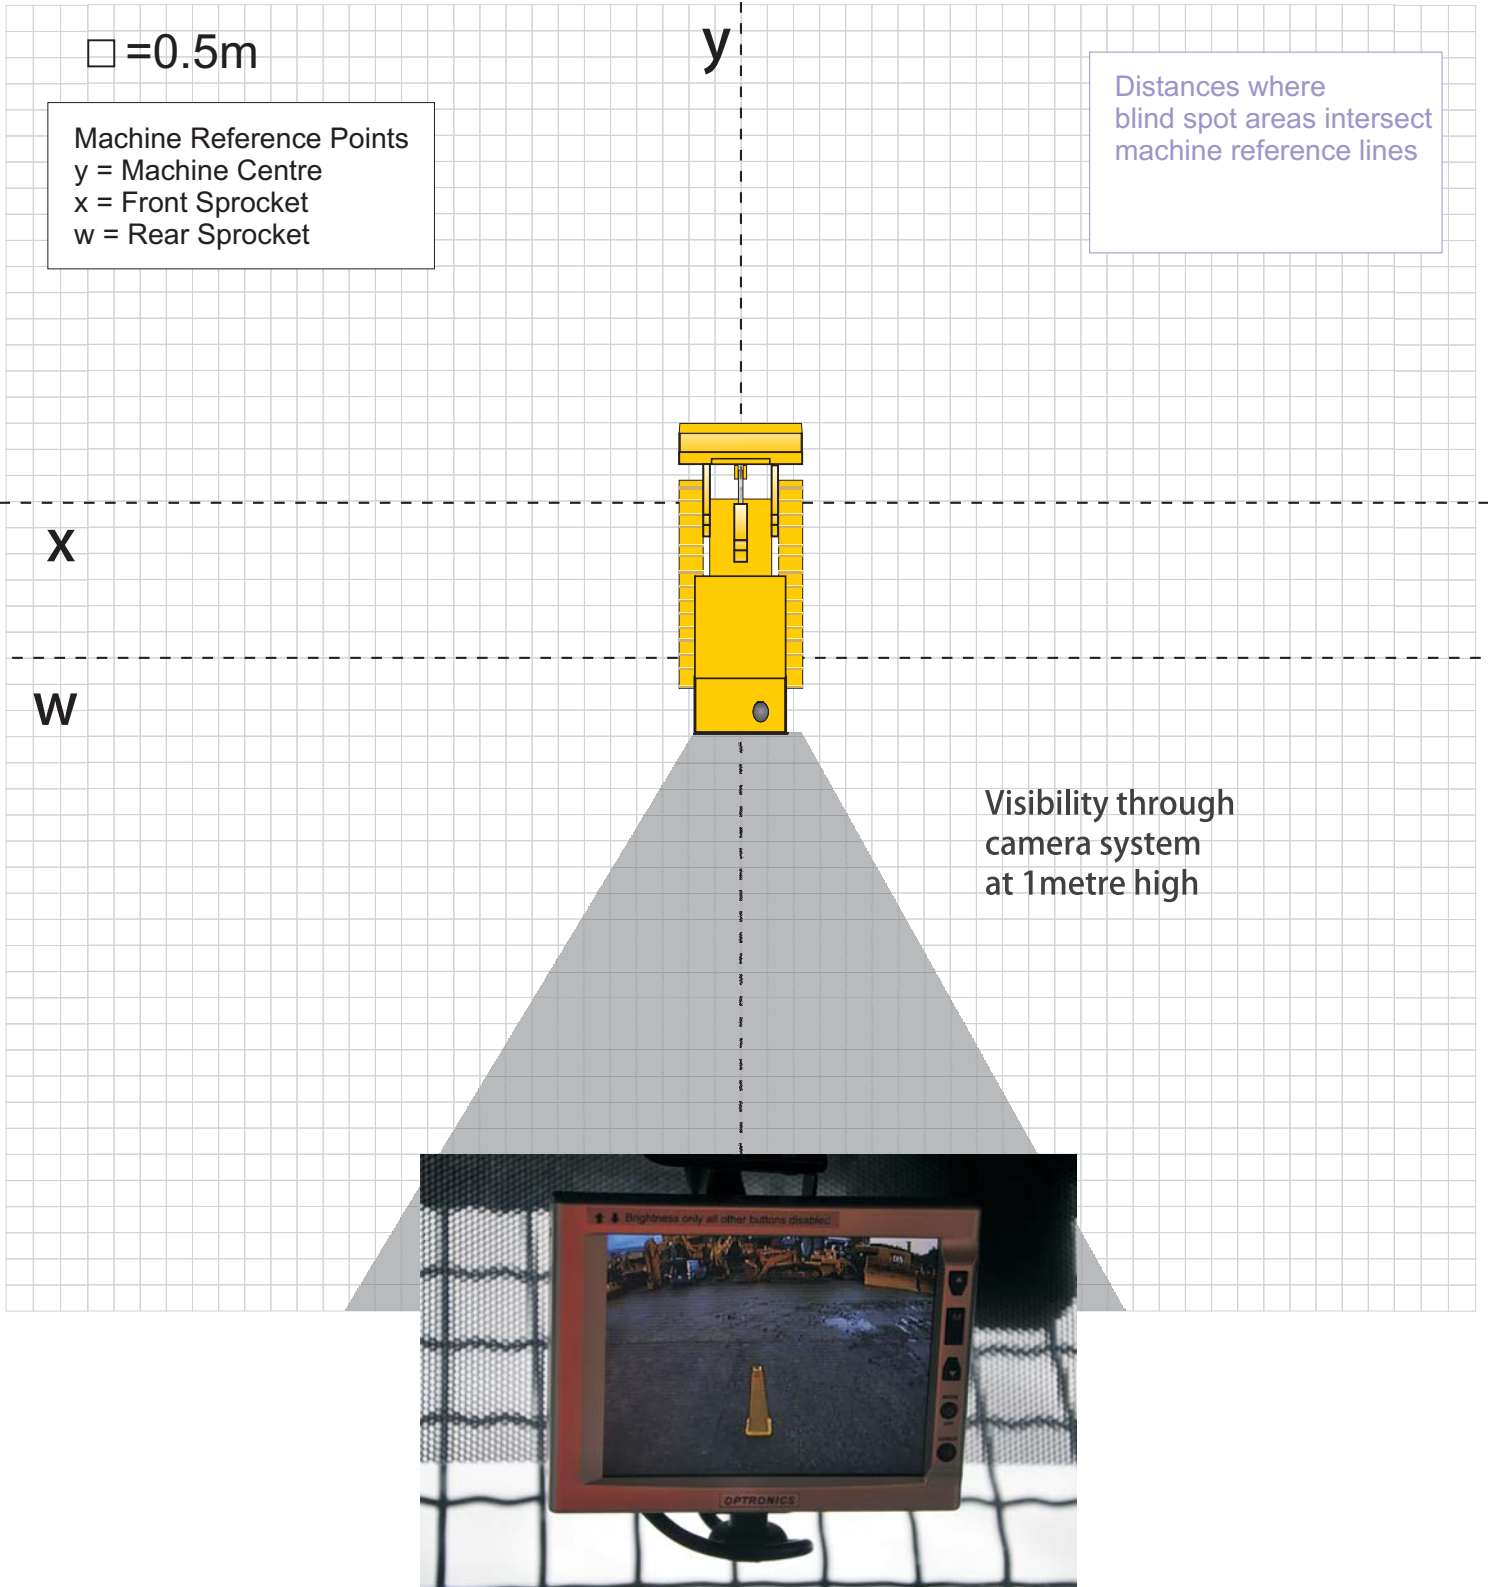 =0.5m
y
Machine Reference Points
y = Machine Centre
x = Front Sprocket
w = Rear Sprocket
Distances where
blind spot areas intersect
machine reference lines
x
w
Visibility through
camera system
at 1metre high
Brightness only all other buttons disabled
OPTRONICS